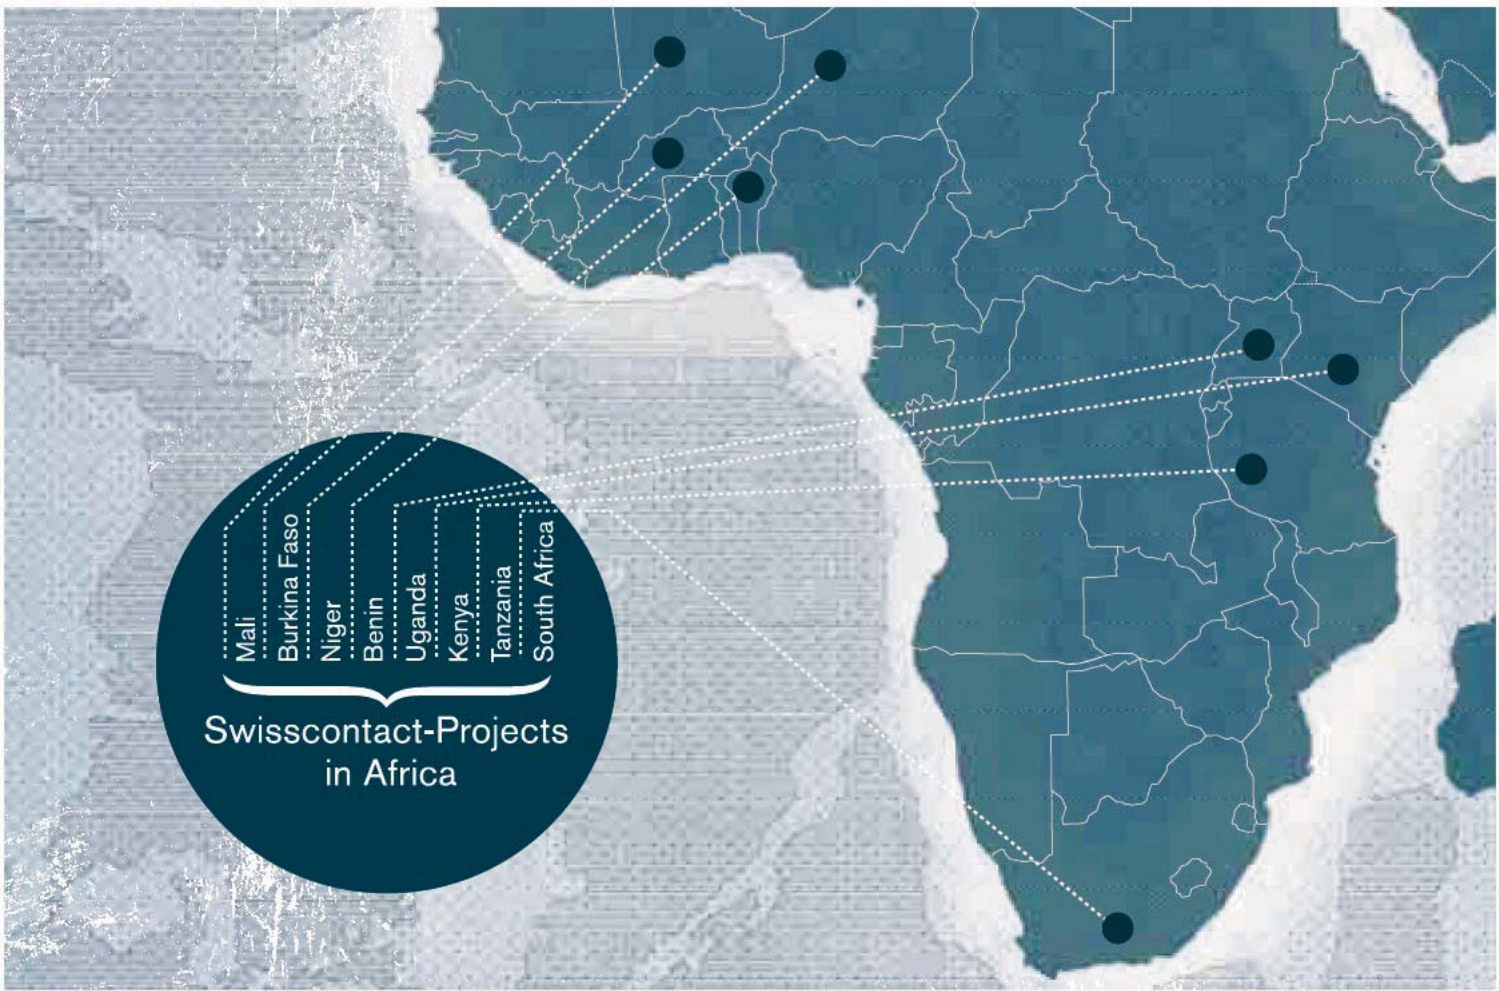 Mali
Burkina Faso
Niger
Benin
Uganda
Kenya
Tanzania
South Africa
Swisscontact-Projects
in Africa